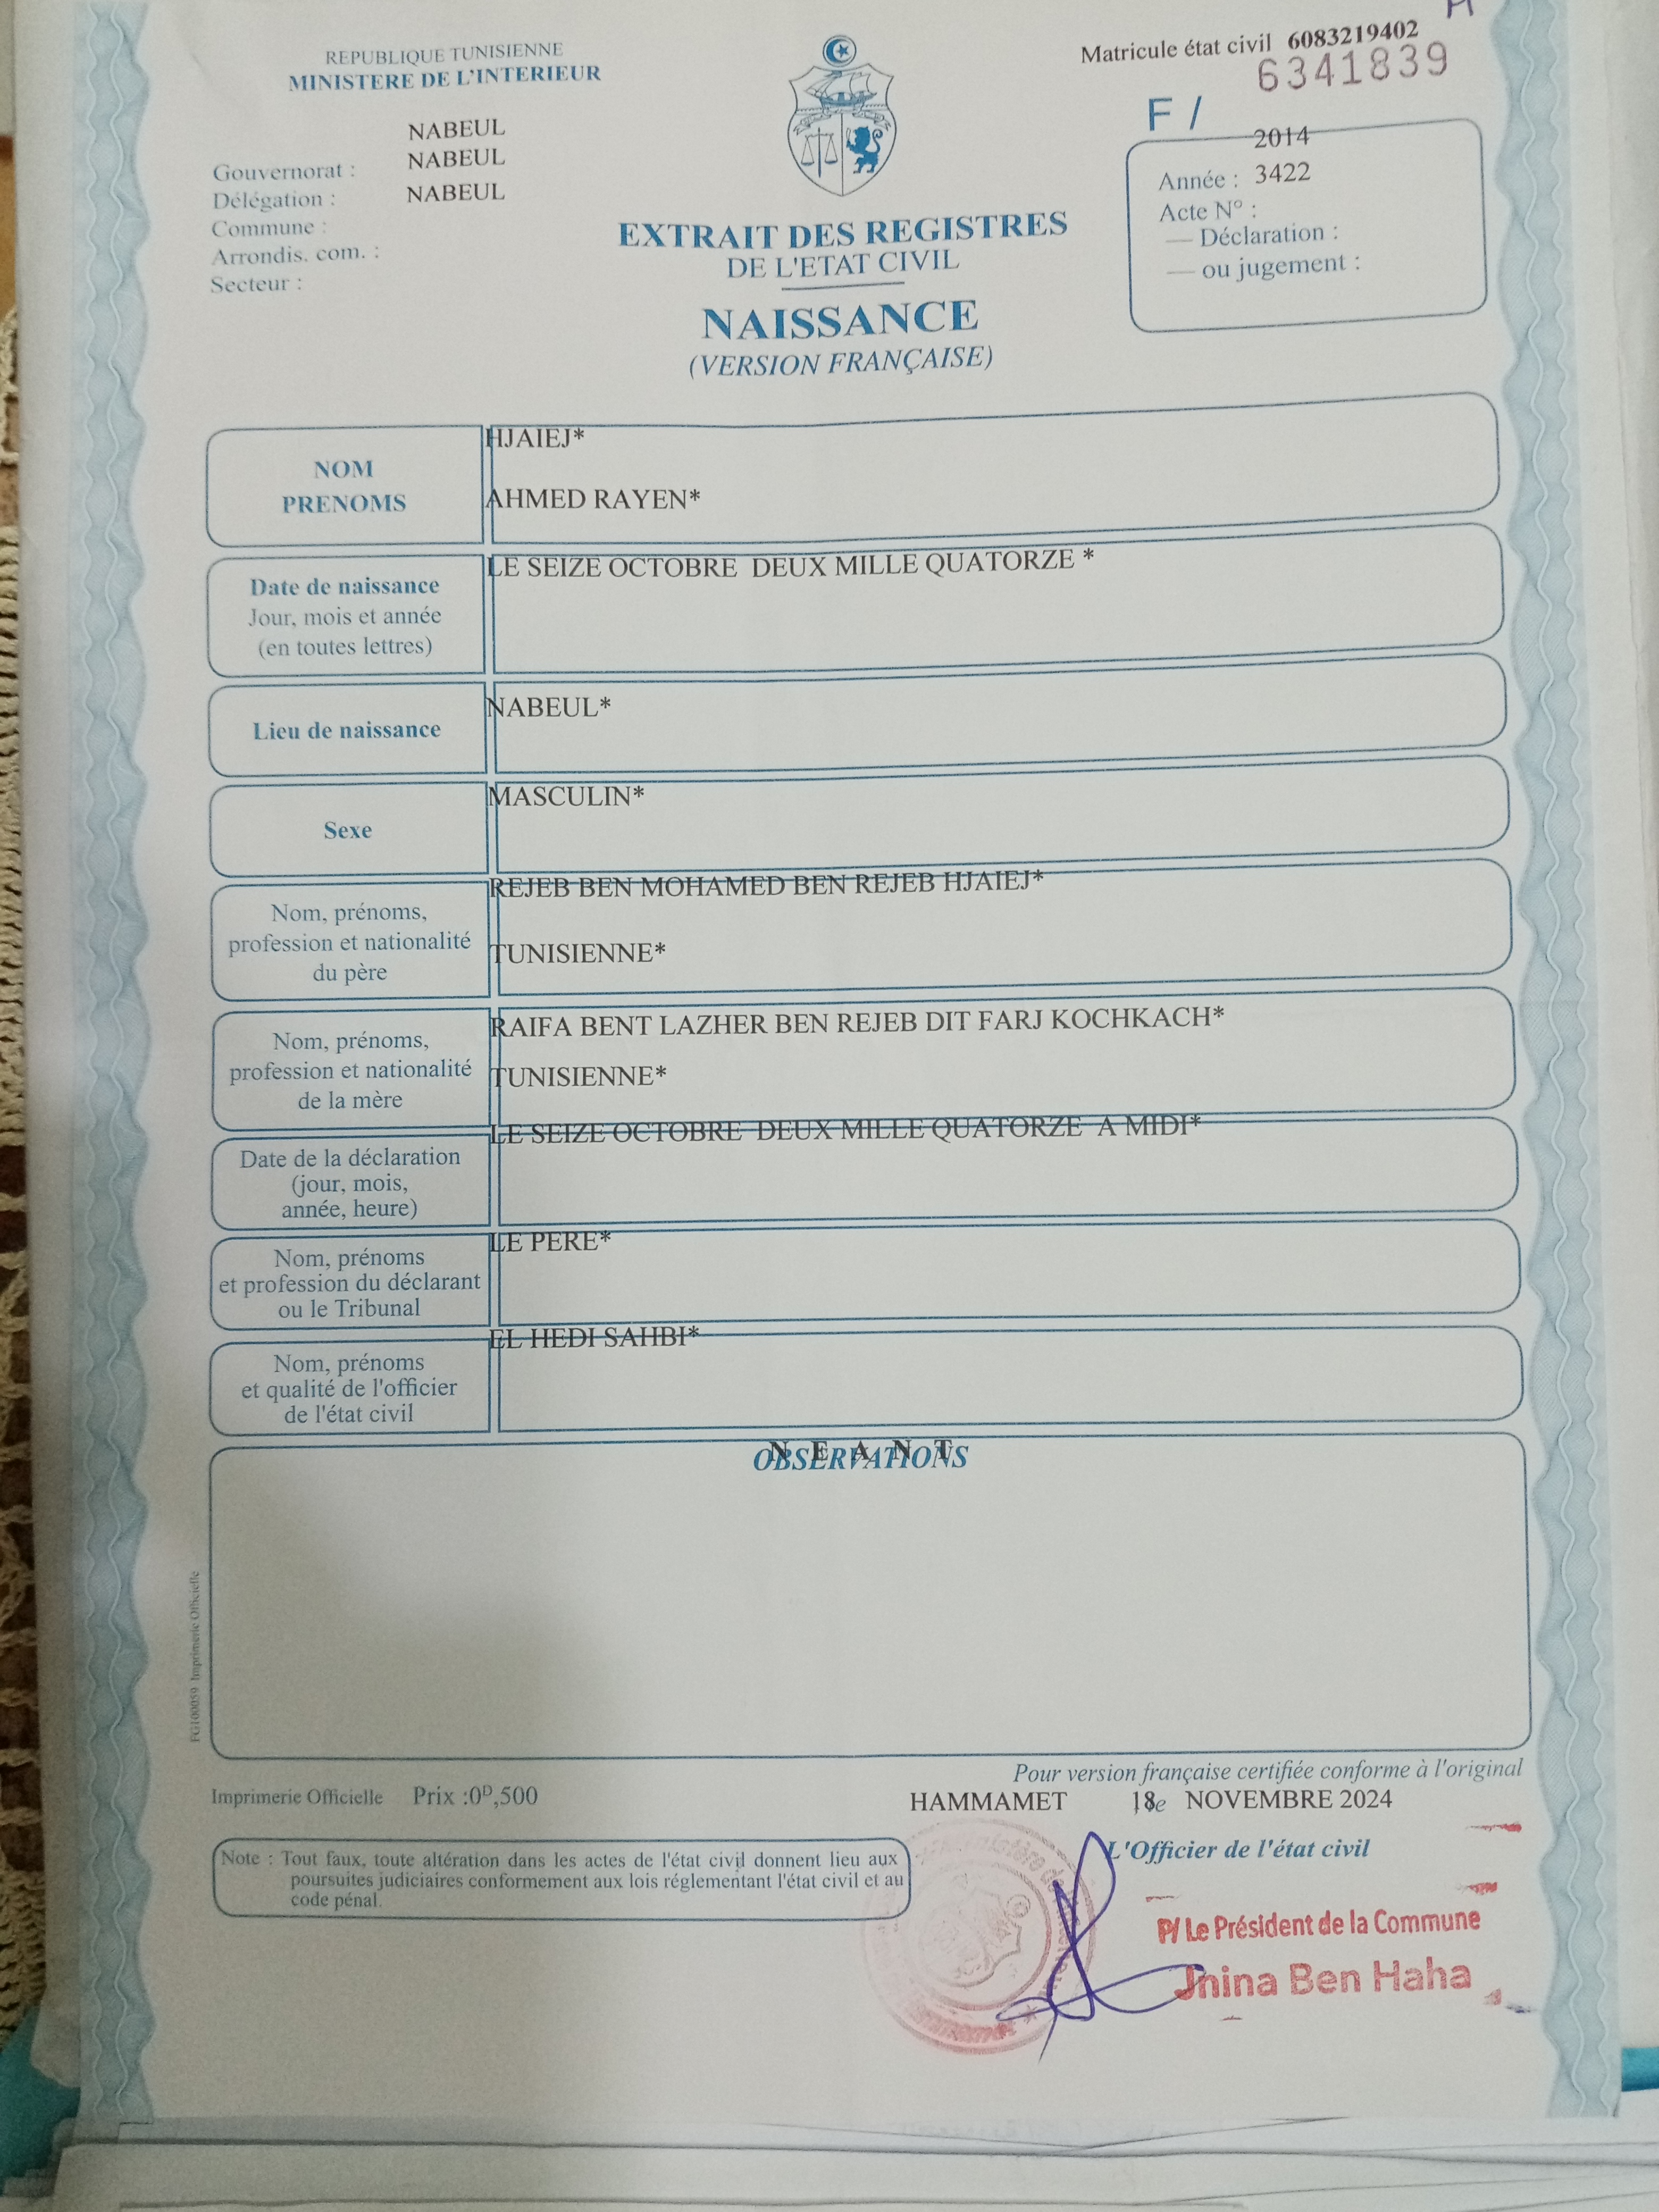 REPUBLIQUE TUNISIENNE
MINISTERE DE L'INTERIEUR
Matricule état civil 6083219402
6341839
F /
NABEUL
NABEUL
NABEUL
Gouvernorat :
Délégation :
Commune :
Arrondis. com. :
Secteur :
2014
Année : 3422
Acte N° :
— Déclaration :
— ou jugement :
EXTRAIT DES REGISTRES
DE L'ETAT CIVIL
NAISSANCE
(VERSION FRANÇAISE)
NOM
PRENOMS
HJAIEJ*
AHMED RAYEN*
Date de naissance
Jour, mois et année
(en toutes lettres)
LE SEIZE OCTOBRE DEUX MILLE QUATORZE *
Lieu de naissance
NABEUL*
Sexe
MASCULIN*
Nom, prénoms,
profession et nationalité
du père
REJEB BEN MOHAMED BEN REJEB HJAIEJ*
TUNISIENNE*
Nom, prénoms,
profession et nationalité
de la mère
RAIFA BENT LAZHER BEN REJEB DIT FARJ KOCHKACH*
TUNISIENNE*
Date de la déclaration
(jour, mois,
année, heure)
LE SEIZE OCTOBRE DEUX MILLE QUATORZE A MIDI*
Nom, prénoms
et profession du déclarant
ou le Tribunal
LE PERE*
Nom, prénoms
et qualité de l'officier
de l'état civil
EL HEDI SAHBI*
OBSERVATIONS
N E A N T
FG100059 Imprimerie Officielle
Imprimerie Officielle Prix :0ᴰ,500
Pour version française certifiée conforme à l'original
HAMMAMET 18 NOVEMBRE 2024
L'Officier de l'état civil
Note : Tout faux, toute altération dans les actes de l'état civil donnent lieu aux
poursuites judiciaires conformement aux lois réglementant l'état civil et au
code pénal.
P/ Le Président de la Commune
Jnina Ben Haha